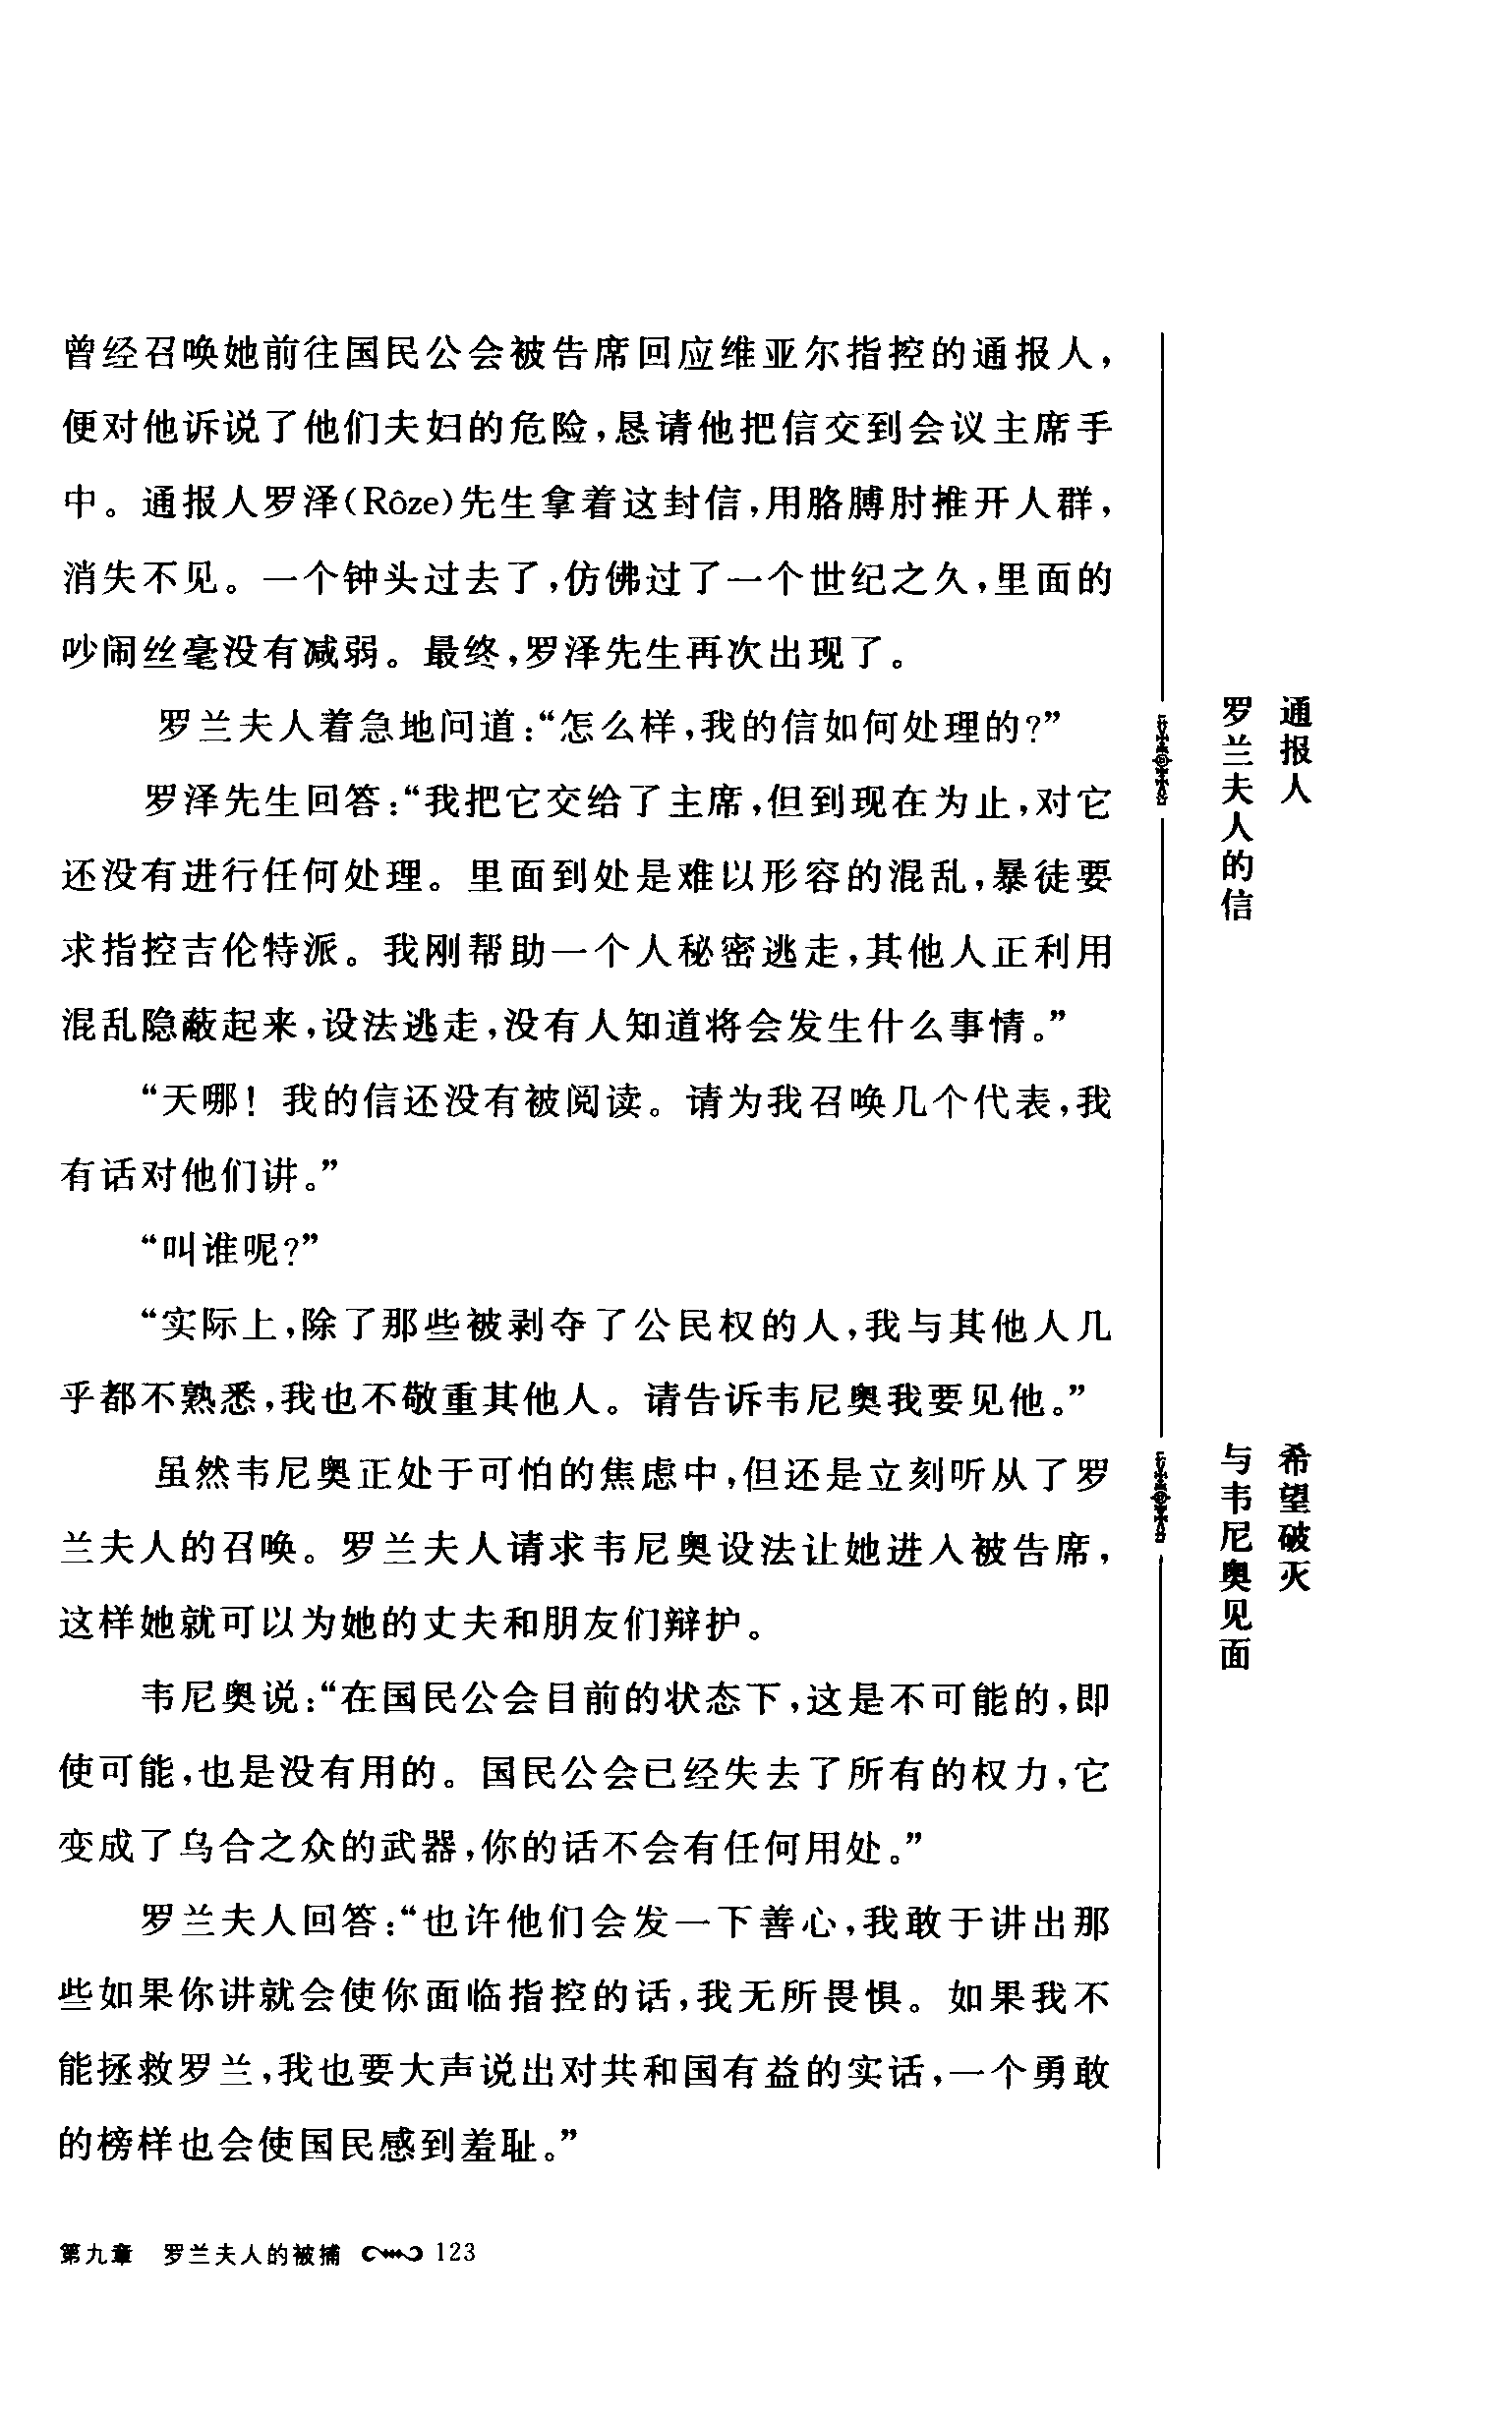 曾经召唤她前往国民公会被告席回应维亚尔指控的通报人，
便对他诉说了他们夫妇的危险，恳请他把信交到会议主席手
中。通报人罗泽(Rôze)先生拿着这封信，用胳膊肘推开人群，
消失不见。一个钟头过去了，仿佛过了一个世纪之久，里面的
吵闹丝毫没有减弱。最终，罗泽先生再次出现了。
罗兰夫人着急地问道：“怎么样，我的信如何处理的？”
罗泽先生回答：“我把它交给了主席，但到现在为止，对它
还没有进行任何处理。里面到处是难以形容的混乱，暴徒要
求指控吉伦特派。我刚帮助一个人秘密逃走，其他人正利用
混乱隐蔽起来，设法逃走，没有人知道将会发生什么事情。”
“天哪！我的信还没有被阅读。请为我召唤几个代表，我
有话对他们讲。”
“叫谁呢？”
“实际上，除了那些被剥夺了公民权的人，我与其他人几
乎都不熟悉，我也不敬重其他人。请告诉韦尼奥我要见他。”
虽然韦尼奥正处于可怕的焦虑中，但还是立刻听从了罗
兰夫人的召唤。罗兰夫人请求韦尼奥设法让她进入被告席，
这样她就可以为她的丈夫和朋友们辩护。
韦尼奥说：“在国民公会目前的状态下，这是不可能的，即
使可能，也是没有用的。国民公会已经失去了所有的权力，它
变成了乌合之众的武器，你的话不会有任何用处。”
罗兰夫人回答：“也许他们会发一下善心，我敢于讲出那
些如果你讲就会使你面临指控的话，我无所畏惧。如果我不
能拯救罗兰，我也要大声说出对共和国有益的实话，一个勇敢
的榜样也会使国民感到羞耻。”
通报人
罗兰夫人的信
希望破灭
与韦尼奥见面
第九章 罗兰夫人的被捕 123